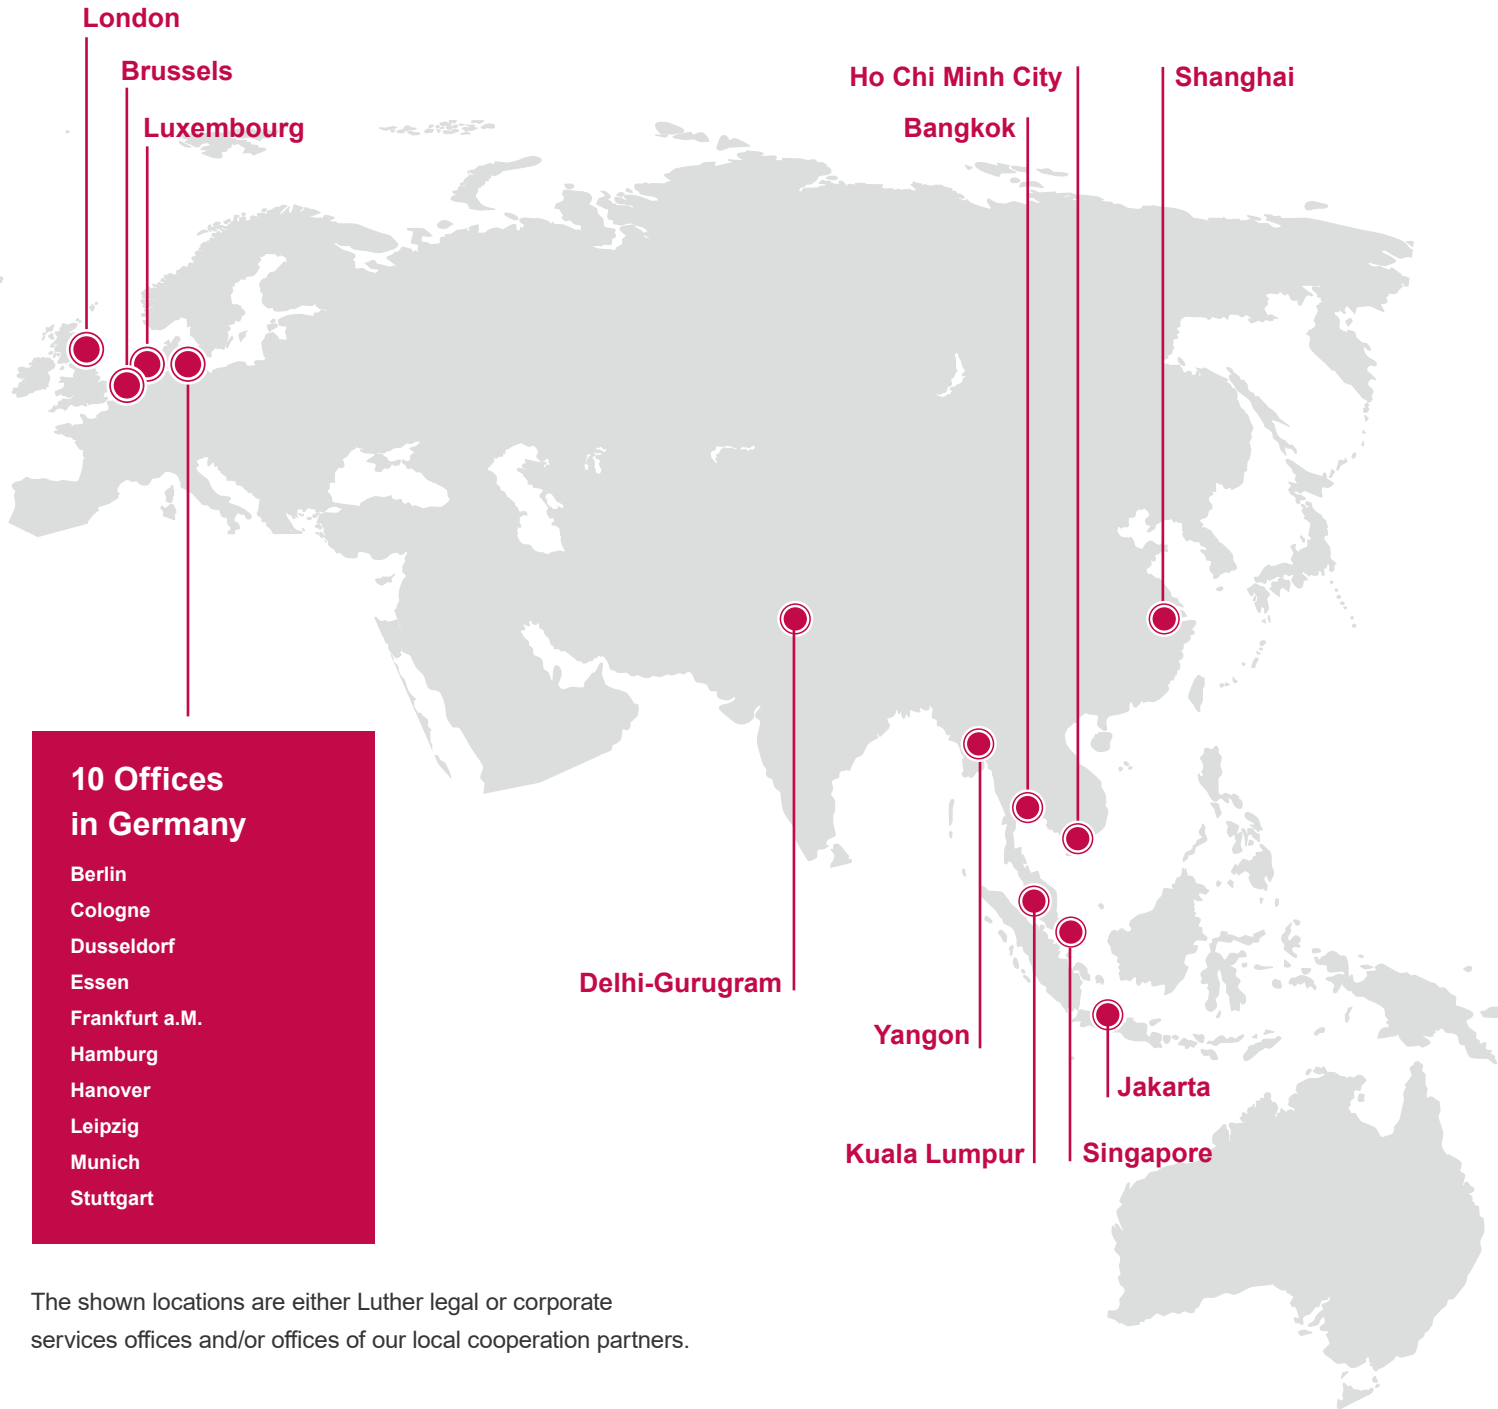 London
Brussels
Luxembourg
Ho Chi Minh City
Shanghai
Bangkok
10 Offices
in Germany
Berlin
Cologne
Dusseldorf
Essen
Frankfurt a.M.
Hamburg
Hanover
Leipzig
Munich
Stuttgart
Delhi-Gurugram
Yangon
Jakarta
Kuala Lumpur
Singapore
The shown locations are either Luther legal or corporate
services offices and/or offices of our local cooperation partners.